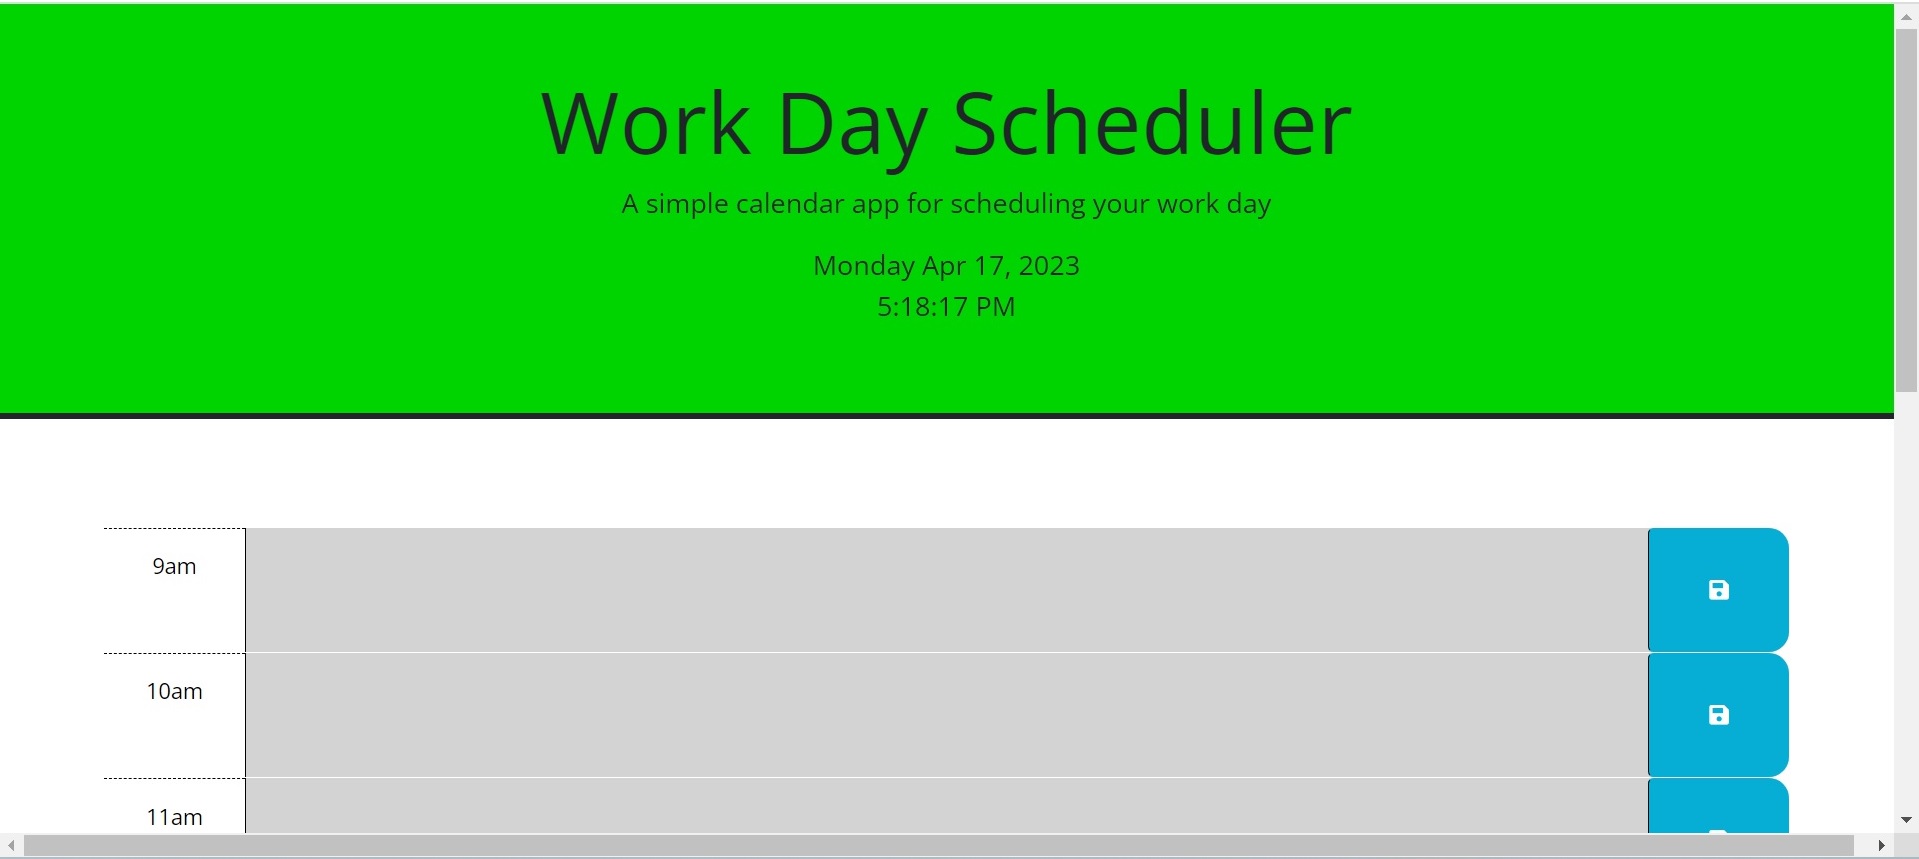 Work Day Scheduler
A simple calendar app for scheduling your work day
Monday Apr 17, 2023
5:18:17 PM
9am
10am
11am